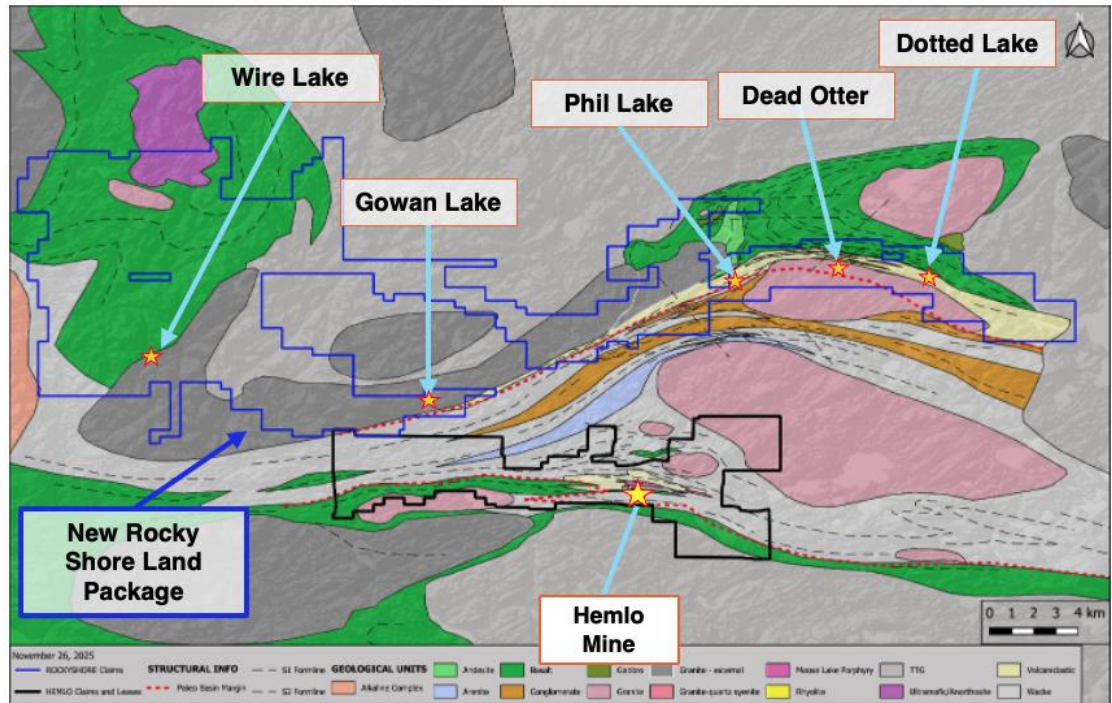 Dotted Lake
Wire Lake
Dead Otter
Phil Lake
Gowan Lake
New Rocky
Shore Land
Package
Hemlo
Mine
0 1 2 3 4 km
November 26, 2025
ROCKYSHORE Claims
STRUCTURAL INFO
S1 Formline
GEOLOGICAL UNITS
Andesite
Basalt
Gabbro
Granite - external
Moose Lake Porphyry
TTG
Volcaniclastic
HEMLO Claims and Leases
Paleo Basin Margin
S2 Formline
Alkaline Complex
Arenite
Conglomerate
Granite
Granite-quartz syenite
Rhyolite
Ultramafic/Anorthosite
Wacke